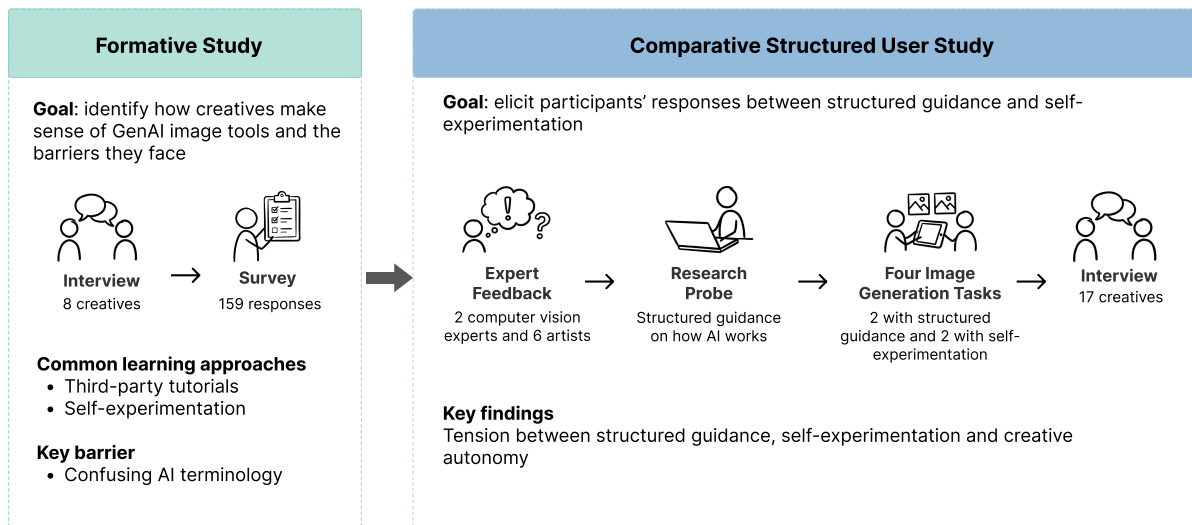 Formative Study
Goal: identify how creatives make
sense of GenAI image tools and the
barriers they face
Interview
8 creatives
Survey
159 responses
Common learning approaches
• Third-party tutorials
• Self-experimentation
Key barrier
• Confusing AI terminology
Comparative Structured User Study
Goal: elicit participants’ responses between structured guidance and self-
experimentation
Expert
Feedback
2 computer vision
experts and 6 artists
Research
Probe
Structured guidance
on how AI works
Four Image
Generation Tasks
2 with structured
guidance and 2 with self-
experimentation
Interview
17 creatives
Key findings
Tension between structured guidance, self-experimentation and creative
autonomy